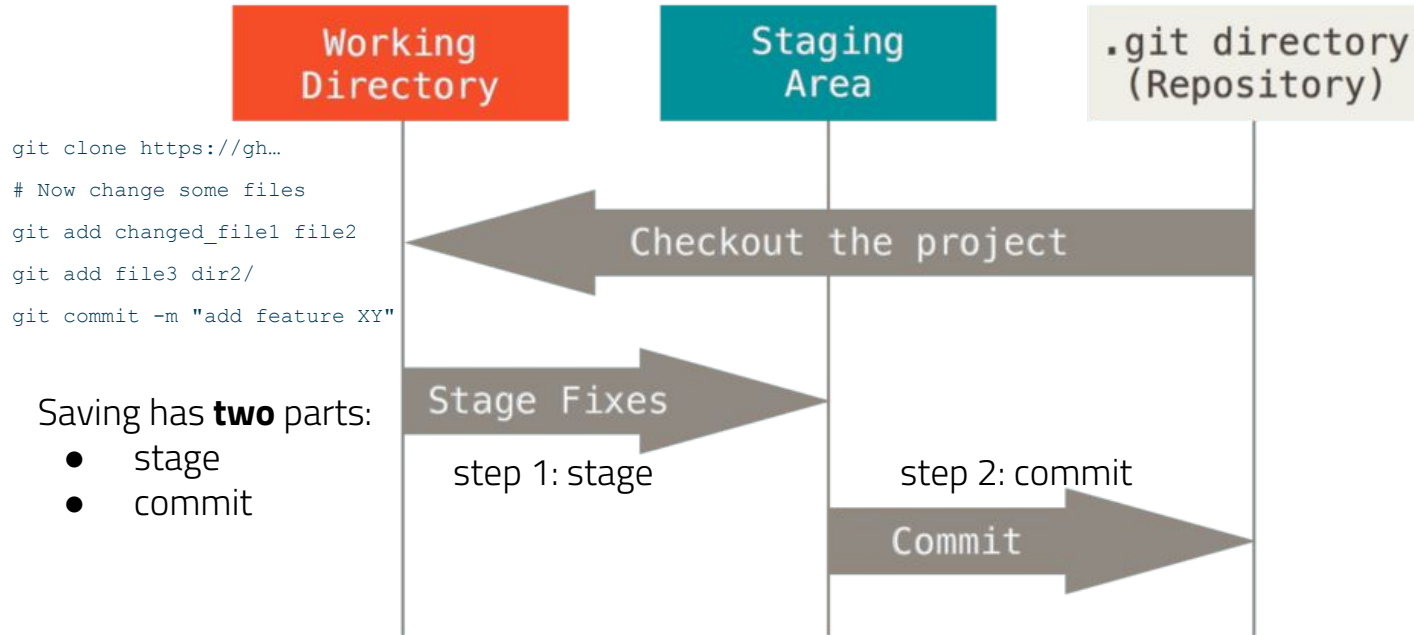 Working
Directory
Staging
Area
.git directory
(Repository)
git clone https://gh…
# Now change some files
git add changed_file1 file2
git add file3 dir2/
git commit -m "add feature XY"
Checkout the project
Saving has two parts:
● stage
● commit
Stage Fixes
step 1: stage
step 2: commit
Commit